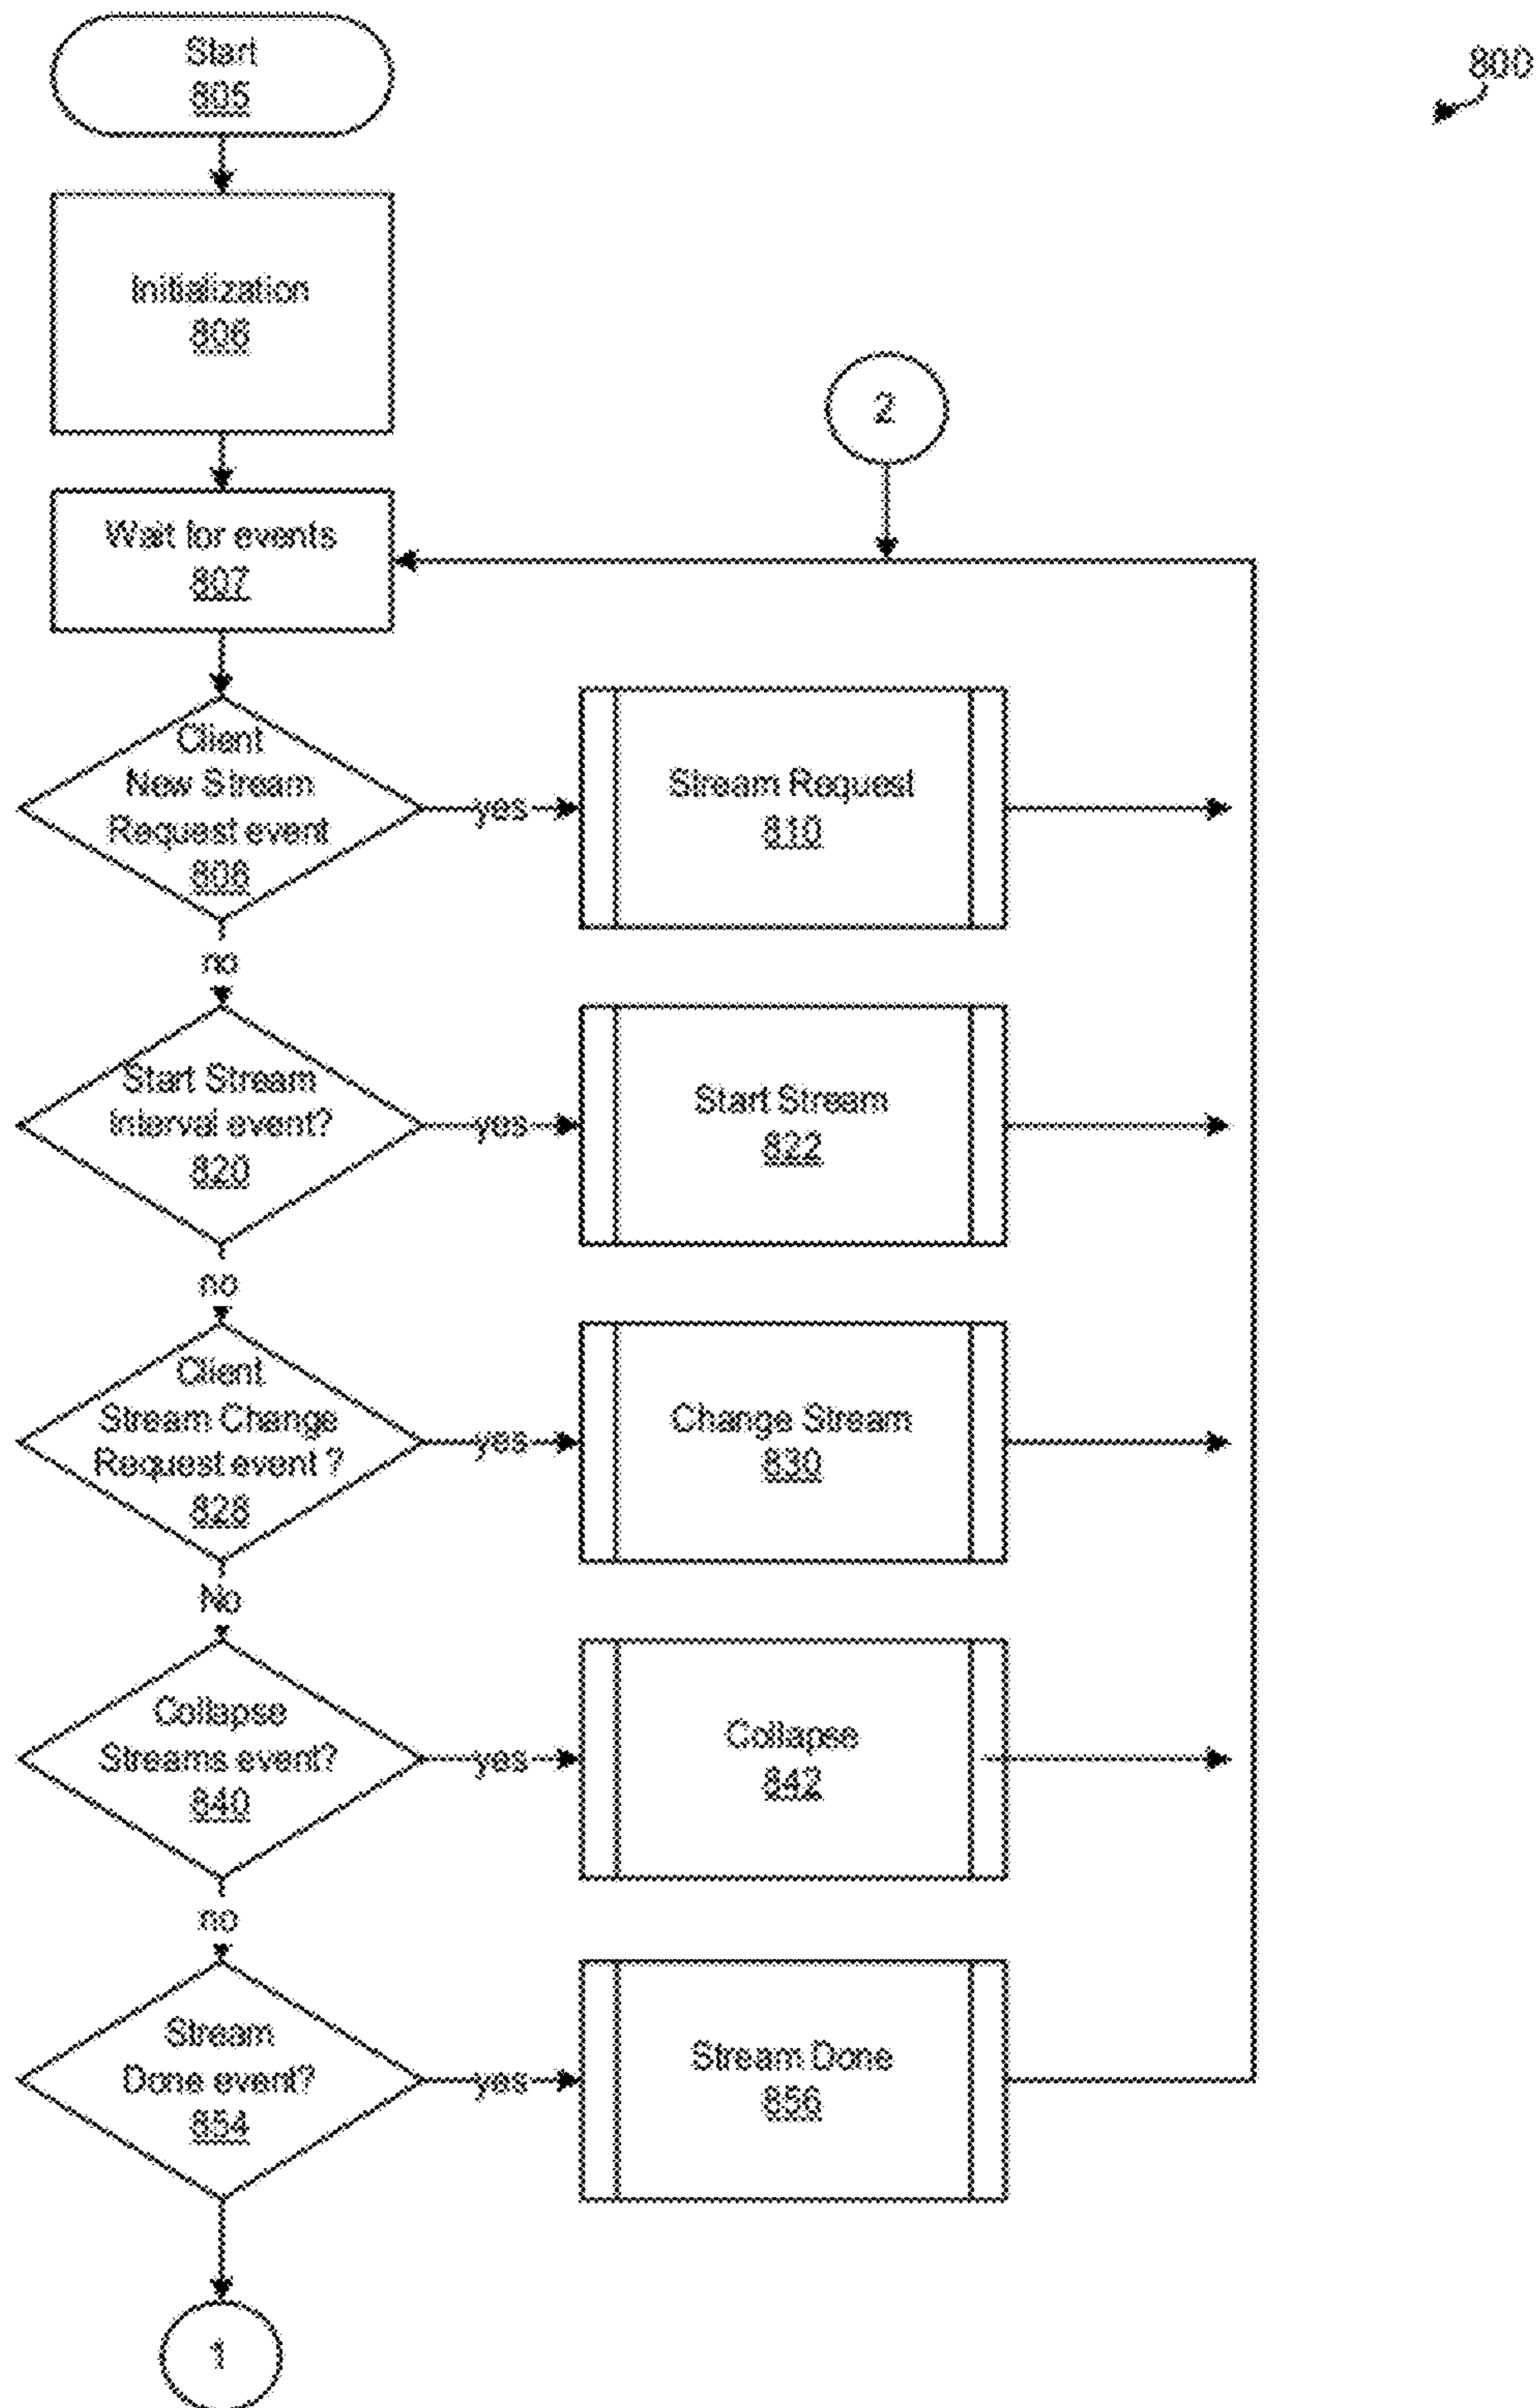 Start
805
800
Initialization
806
2
Wait for events
807
Client
New Stream
Request event
808
yes
Stream Request
810
no
Start Stream
Interval event?
820
yes
Start Stream
822
no
Client
Stream Change
Request event ?
828
yes
Change Stream
830
No
Collapse
Streams event?
840
yes
Collapse
842
no
Stream
Done event?
854
yes
Stream Done
856
1